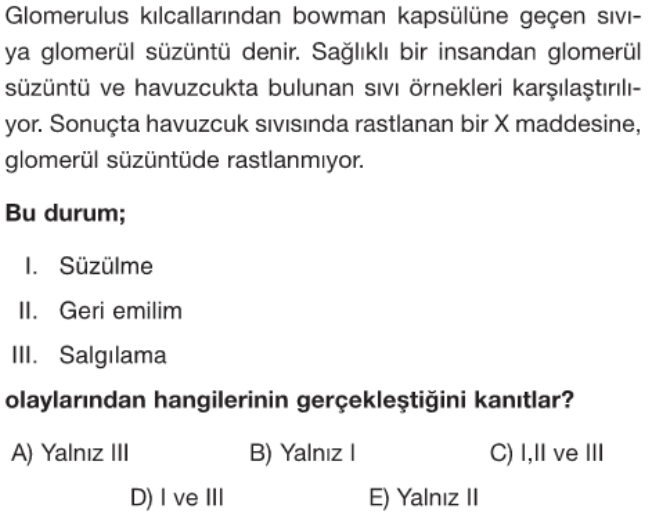 Glomerulus kılcallarından bowman kapsülüne geçen sıvı-
ya glomerül süzüntü denir. Sağlıklı bir insandan glomerül
süzüntü ve havuzcukta bulunan sıvı örnekleri karşılaştırılı-
yor. Sonuçta havuzcuk sıvısında rastlanan bir X maddesine,
glomerül süzüntüde rastlanmıyor.
Bu durum;
I. Süzülme
II. Geri emilim
III. Salgılama
olaylarından hangilerinin gerçekleştiğini kanıtlar?
A) Yalnız III B) Yalnız I C) I,II ve III
D) I ve III E) Yalnız II